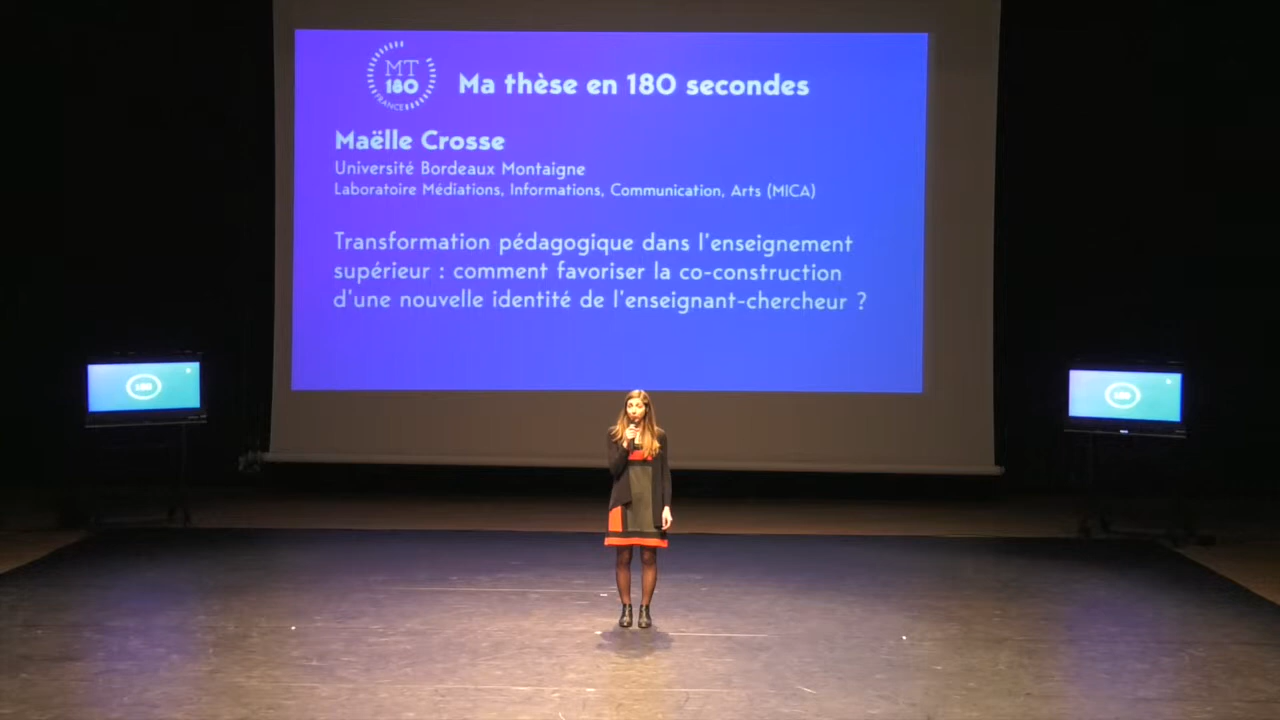 MT
180
FRANCE
Ma thèse en 180 secondes
Maëlle Crosse
Université Bordeaux Montaigne
Laboratoire Médiations, Informations, Communication, Arts (MICA)
Transformation pédagogique dans l'enseignement
supérieur : comment favoriser la co-construction
d'une nouvelle identité de l'enseignant-chercheur ?
180
180